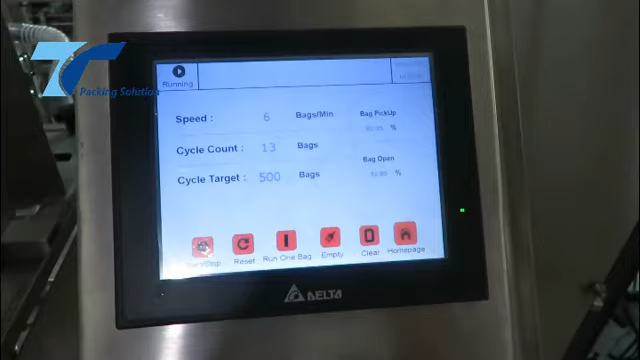 Packing Solution
Running
Speed : 6 Bags/Min
Bag PickUp
%
Cycle Count : 13 Bags
Bag Open
%
Cycle Target : 500 Bags
Reset
Run One Bag
Empty
Clear
Homepage
DELTA